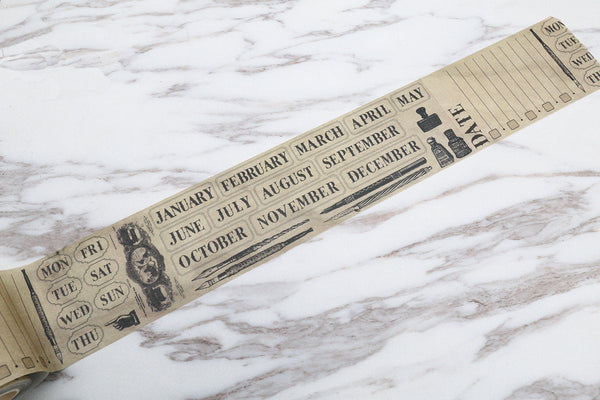 MON FRI
TUE SAT
WED SUN
THU
JANUARY FEBRUARY MARCH APRIL MAY
JUNE JULY AUGUST SEPTEMBER
OCTOBER NOVEMBER DECEMBER
DATE
MON
TUE
WED
THU